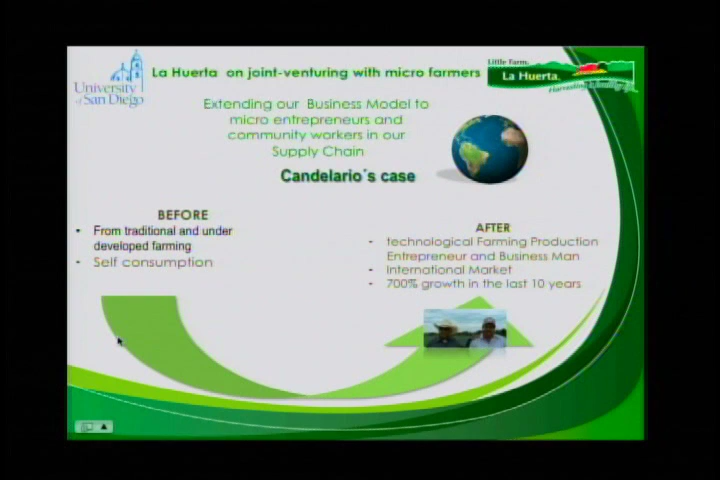 University
of San Diego
La Huerta on joint-venturing with micro farmers
Little Farm.
La Huerta.
Extending our Business Model to
micro entrepreneurs and
community workers in our
Supply Chain
Candelario´s case
BEFORE
• From traditional and under
developed farming
- Self consumption
AFTER
- technological Farming Production
Entrepreneur and Business Man
- International Market
- 700% growth in the last 10 years